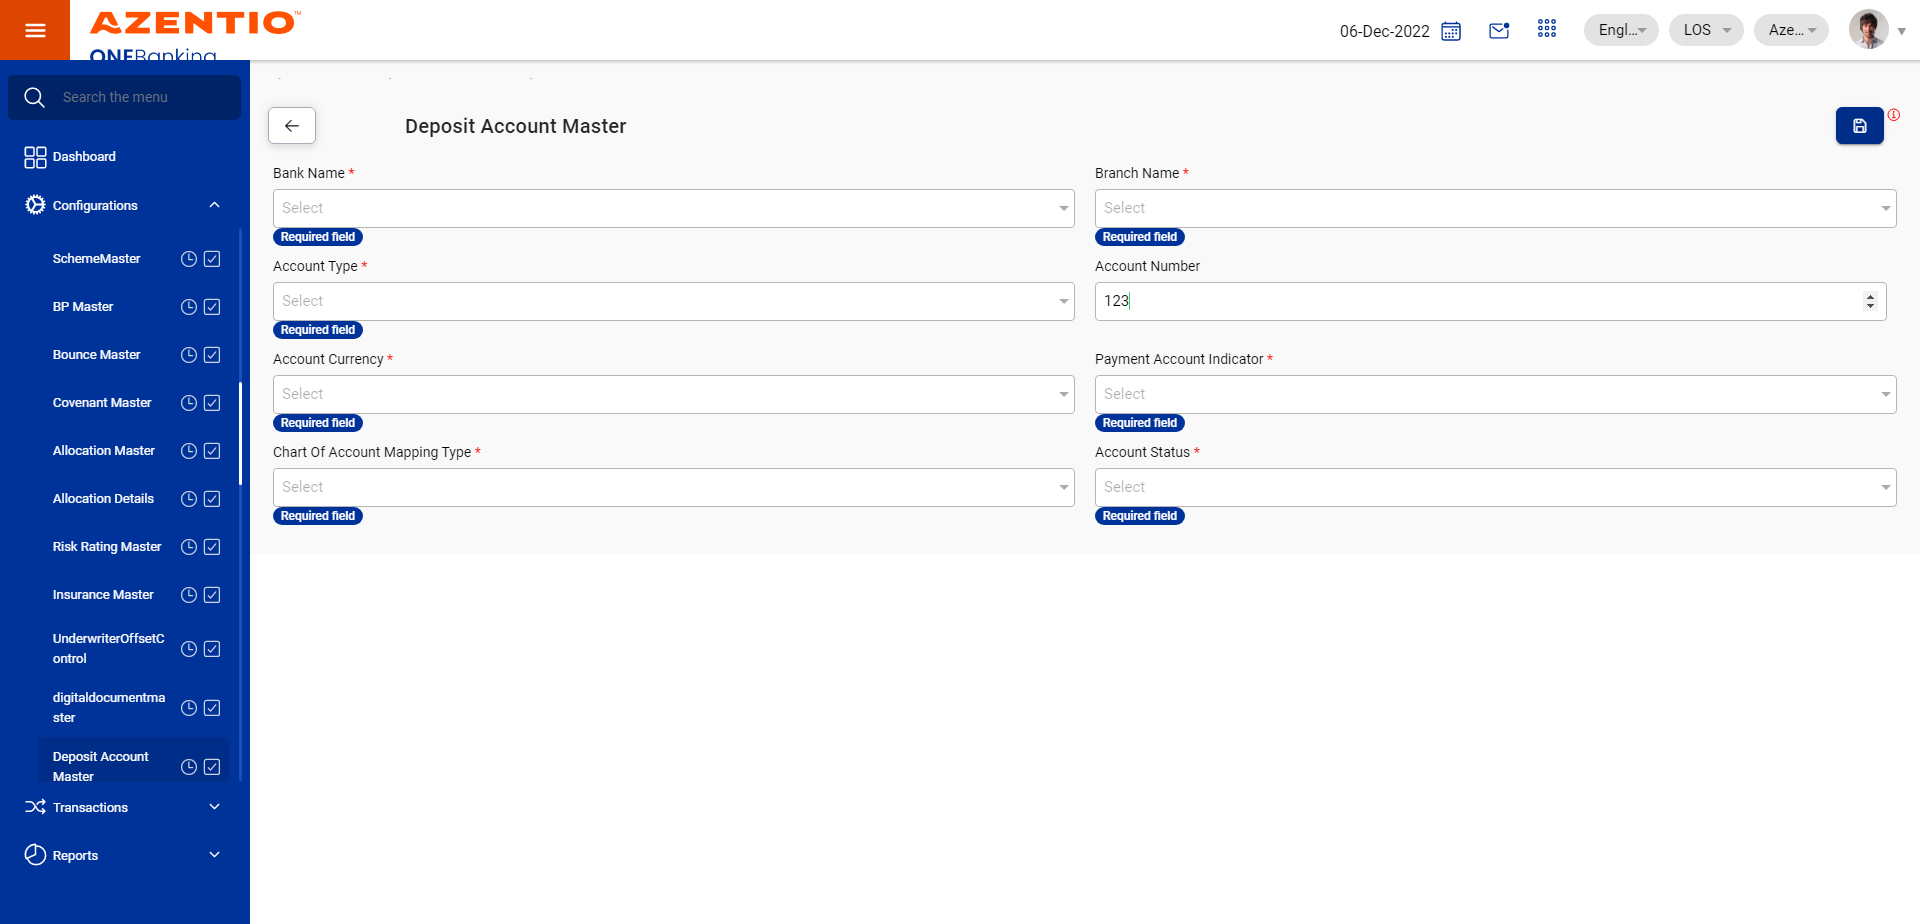 AZENTIO™
ONEBanking
06-Dec-2022
Engl...
LOS
Aze...
Search the menu
Dashboard
Configurations
SchemeMaster
BP Master
Bounce Master
Covenant Master
Allocation Master
Allocation Details
Risk Rating Master
Insurance Master
UnderwriterOffsetC
ontrol
digitaldocumentma
ster
Deposit Account
Master
Transactions
Reports
Deposit Account Master
Bank Name *
Select
Required field
Branch Name *
Select
Required field
Account Type *
Select
Required field
Account Number
123
Account Currency *
Select
Required field
Payment Account Indicator *
Select
Required field
Chart Of Account Mapping Type *
Select
Required field
Account Status *
Select
Required field